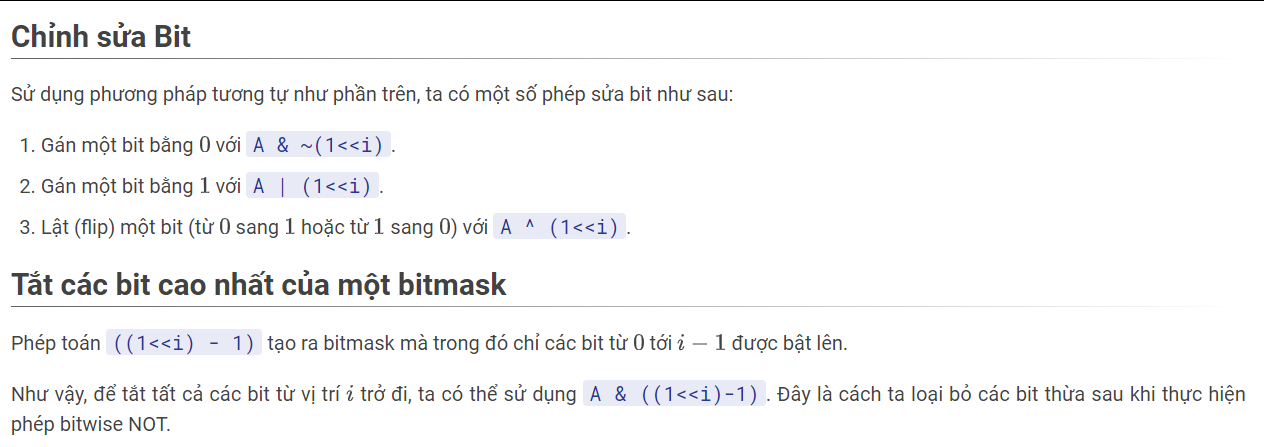 Chỉnh sửa Bit
Sử dụng phương pháp tương tự như phần trên, ta có một số phép sửa bit như sau:
1. Gán một bit bằng 0 với A & ~(1<<i) .
2. Gán một bit bằng 1 với A | (1<<i) .
3. Lật (flip) một bit (từ 0 sang 1 hoặc từ 1 sang 0) với A ^ (1<<i) .
Tắt các bit cao nhất của một bitmask
Phép toán ((1<<i) - 1) tạo ra bitmask mà trong đó chỉ các bit từ 0 tới i − 1 được bật lên.
Như vậy, để tắt tất cả các bit từ vị trí i trở đi, ta có thể sử dụng A & ((1<<i)-1) . Đây là cách ta loại bỏ các bit thừa sau khi thực hiện
phép bitwise NOT.